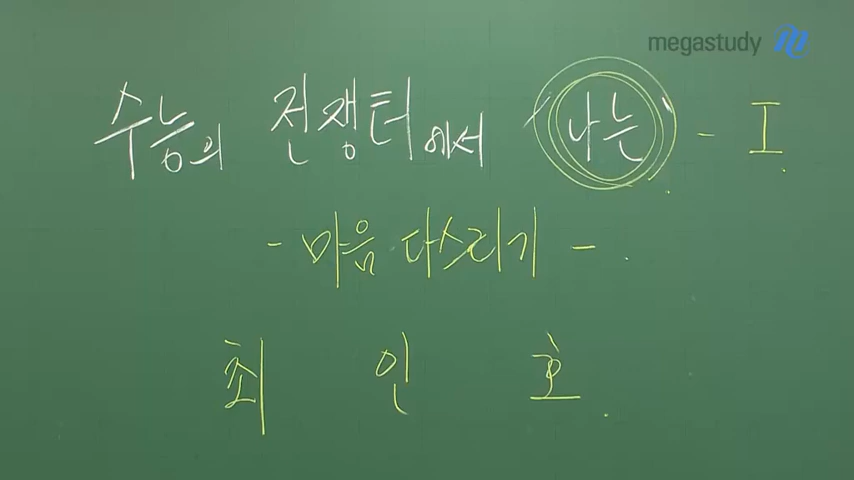 megastudy
수능의 전쟁터에서 '나는' - I
- 마음 다스리기 -
최 인 호